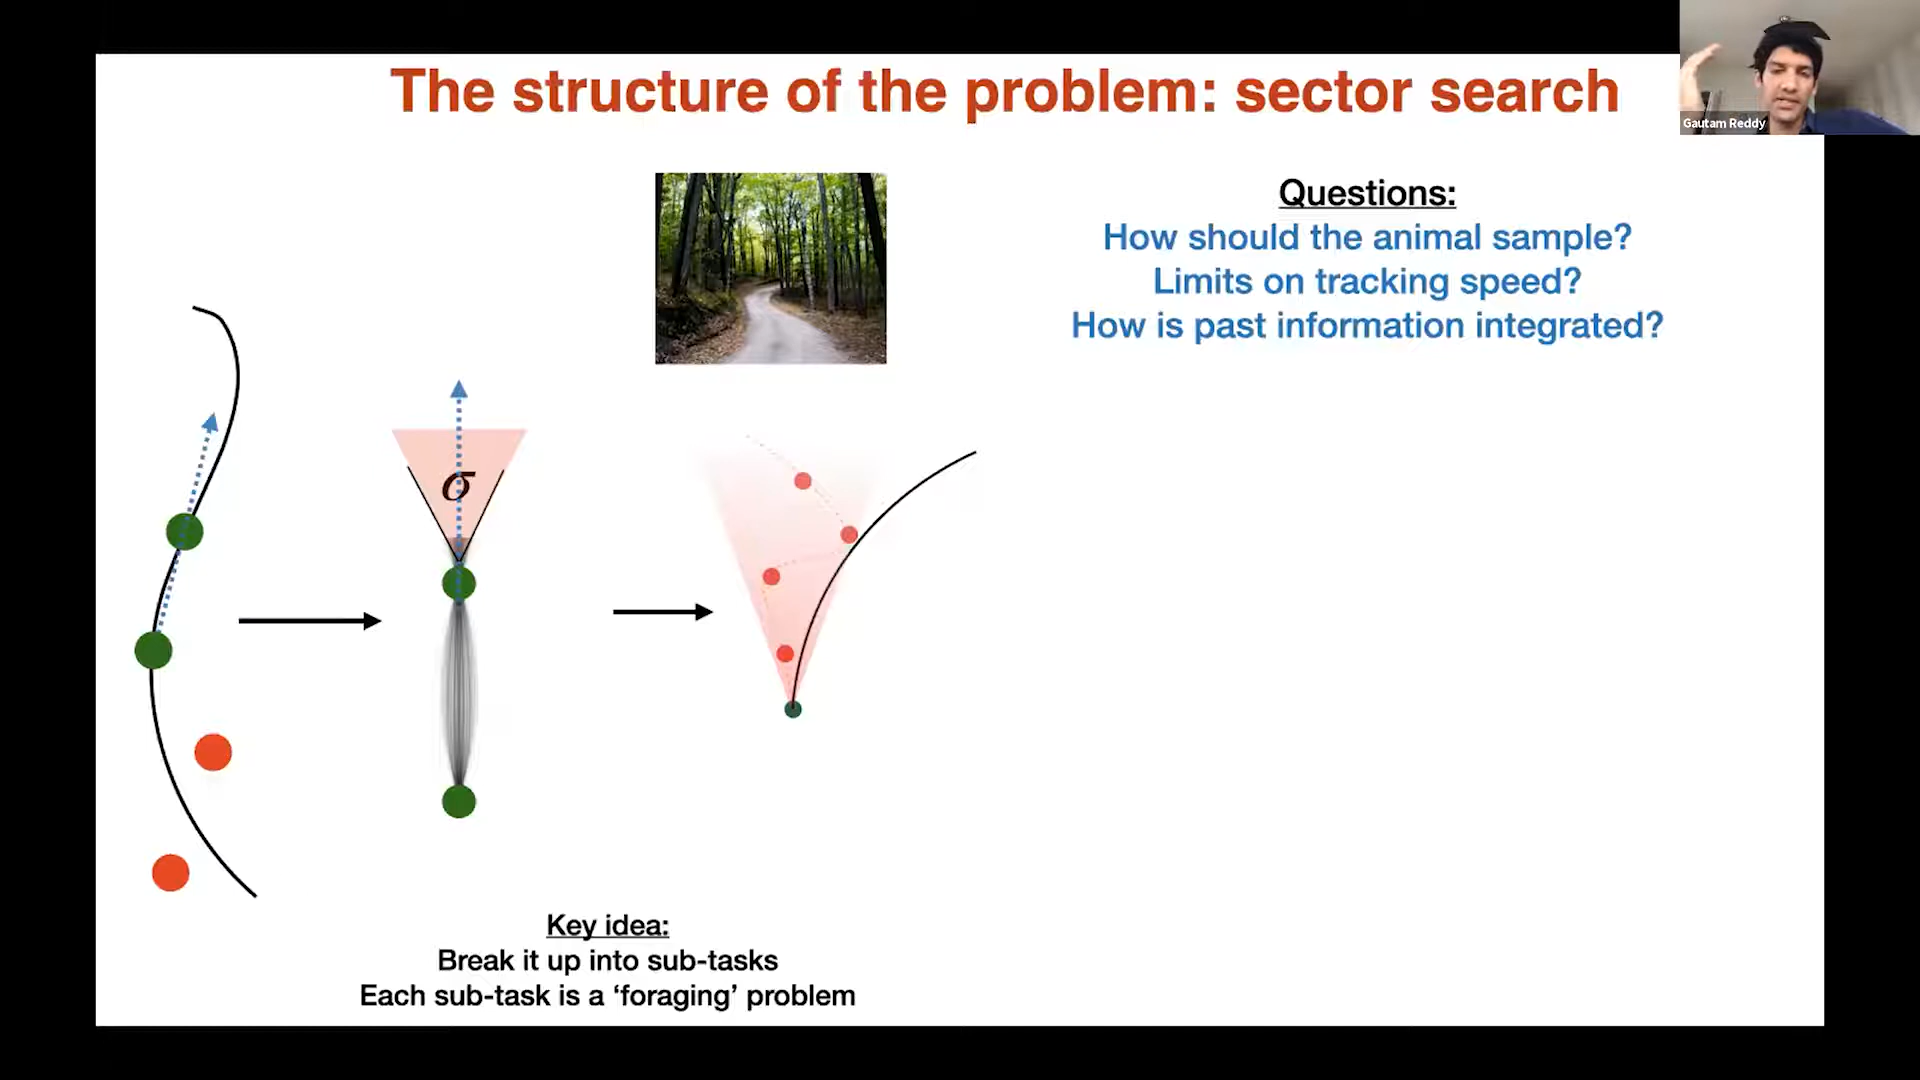 The structure of the problem: sector search
Gautam Reddy
Questions:
How should the animal sample?
Limits on tracking speed?
How is past information integrated?
σ
Key idea:
Break it up into sub-tasks
Each sub-task is a ‘foraging’ problem